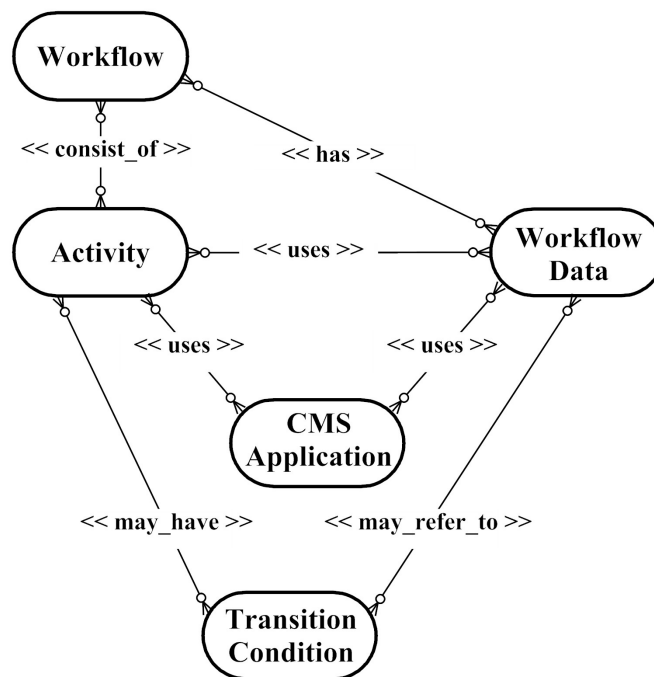 Workflow
<< consist_of >>
<< has >>
Activity
<< uses >>
Workflow
Data
<< uses >>
<< uses >>
CMS
Application
<< may_have >>
<< may_refer_to >>
Transition
Condition